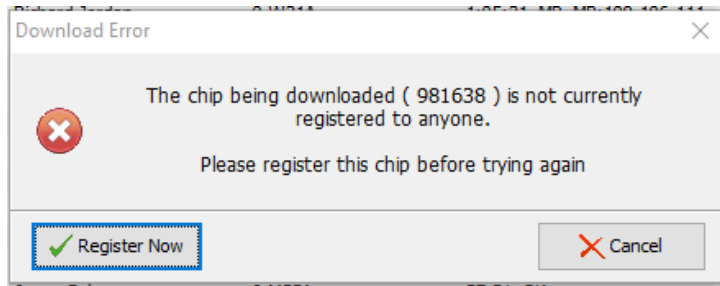 Download Error
The chip being downloaded ( 981638 ) is not currently
registered to anyone.
Please register this chip before trying again
Register Now
Cancel